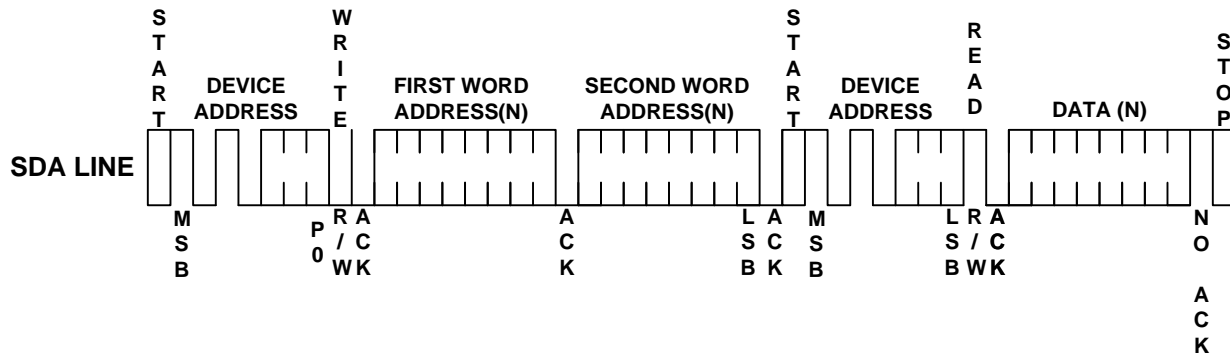 START
WRITE
START
READ
STOP
DEVICE
ADDRESS
FIRST WORD
ADDRESS(N)
SECOND WORD
ADDRESS(N)
DEVICE
ADDRESS
DATA (N)
SDA LINE
MSB
P0
R/W
ACK
ACK
LSB
ACK
MSB
LSB
R/W
ACK
NO ACK